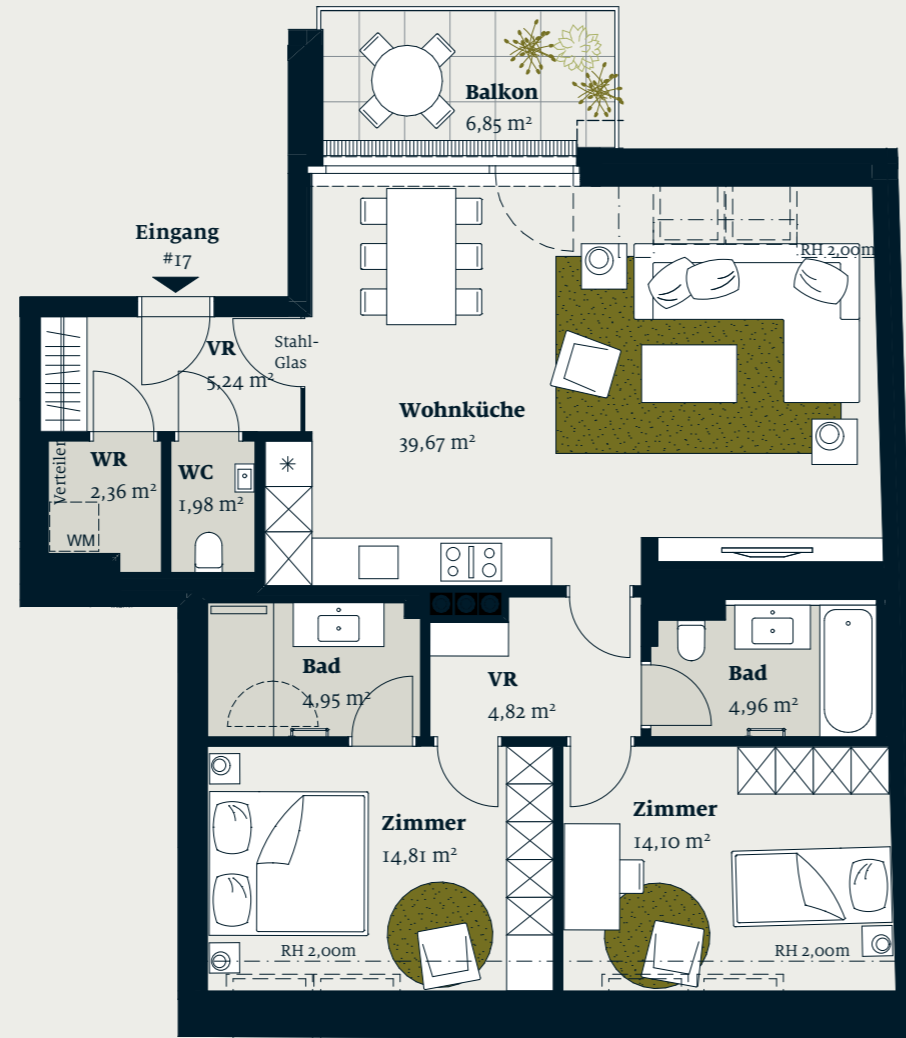 Balkon
6,85 m²
Eingang
#17
RH 2,00m
VR
5,24 m²
Stahl-
Glas
Wohnküche
39,67 m²
Verteiler
WR
2,36 m²
WM
WC
1,98 m²
Bad
4,95 m²
VR
4,82 m²
Bad
4,96 m²
Zimmer
14,81 m²
RH 2,00m
Zimmer
14,10 m²
RH 2,00m